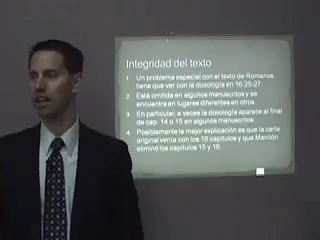 Integridad del texto
1. Un problema especial con el texto de Romanos
tiene que ver con la doxología en 16:25-27.
2. Está omitida en algunos manuscritos y se
encuentra en lugares diferentes en otros.
3. En particular, a veces la doxología aparece al final
de cap. 14 o 15 en algunos manuscritos
4. Posiblemente la mejor explicación es que la carta
original venía con los 16 capítulos y que Marción
eliminó los capítulos 15 y 16.